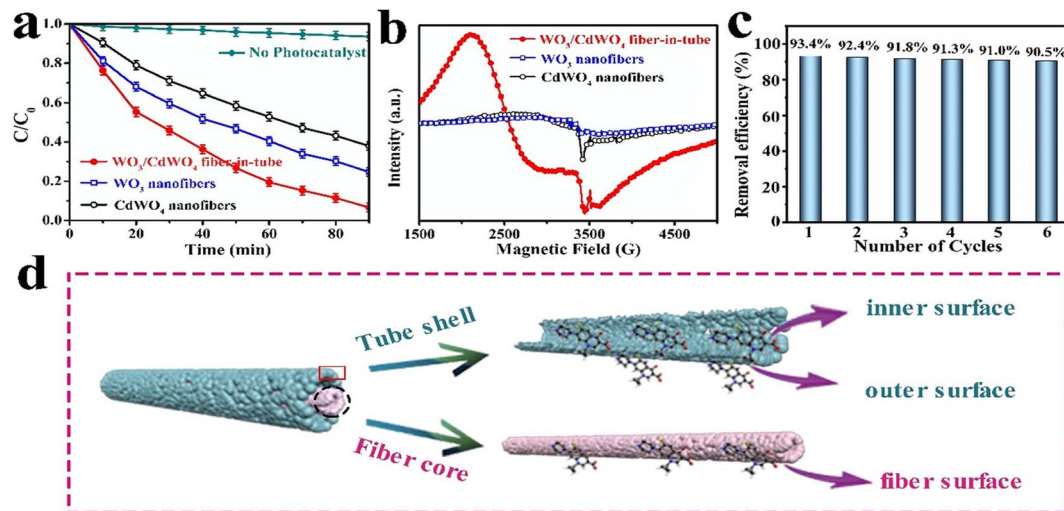 a
C/C₀
1.0
0.8
0.6
0.4
0.2
0.0
No Photocatalyst
WO₃/CdWO₄ fiber-in-tube
WO₃ nanofibers
CdWO₄ nanofibers
0 20 40 60 80
Time (min)
b
Intensity (a.u.)
WO₃/CdWO₄ fiber-in-tube
WO₃ nanofibers
CdWO₄ nanofibers
1500 2500 3500 4500
Magnetic Field (G)
c
Removal efficiency (%)
100
80
60
40
20
0
93.4% 92.4% 91.8% 91.3% 91.0% 90.5%
1 2 3 4 5 6
Number of Cycles
d
Tube shell
Fiber core
inner surface
outer surface
fiber surface